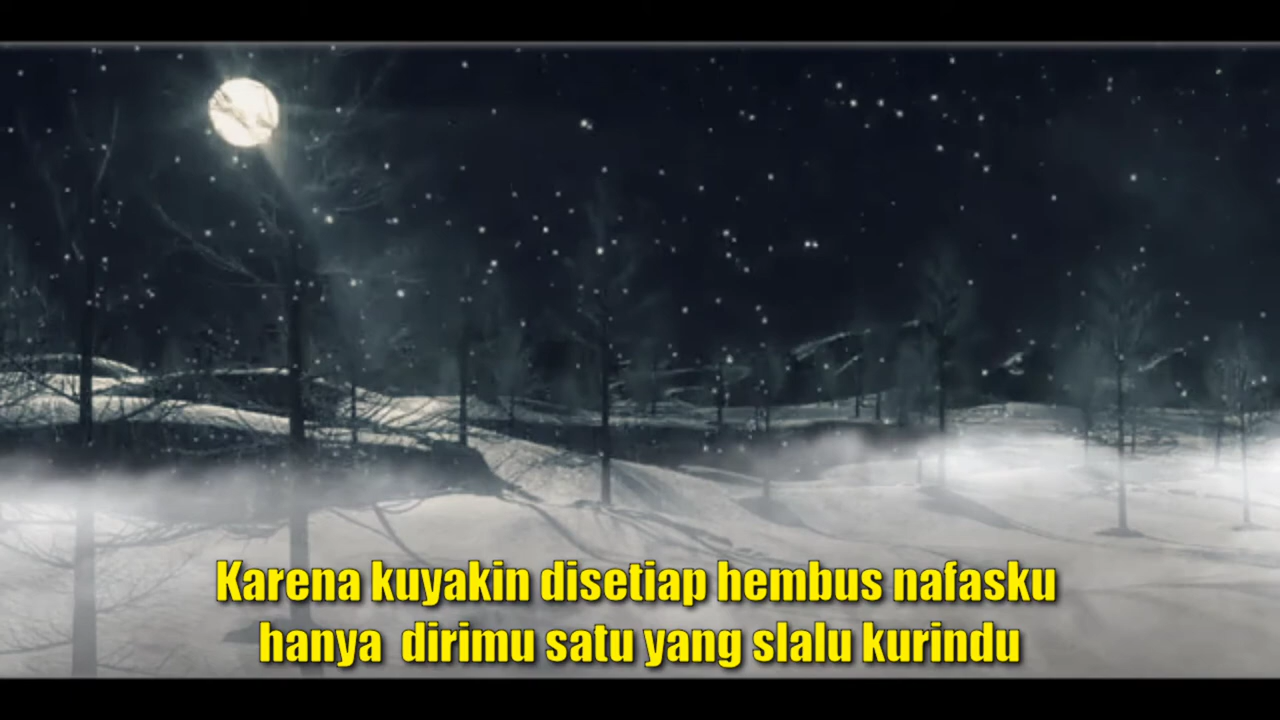 Karena kuyakin disetiap hembus nafasku
hanya  dirimu satu yang slalu kurindu